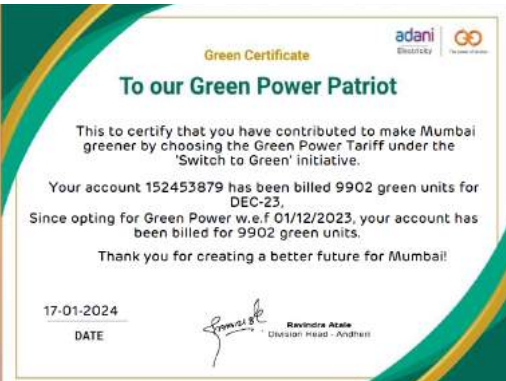 adani
Electricity
Green Certificate
To our Green Power Patriot
This to certify that you have contributed to make Mumbai
greener by choosing the Green Power Tariff under the
'Switch to Green' initiative.
Your account 152453879 has been billed 9902 green units for
DEC-23,
Since opting for Green Power w.e.f 01/12/2023, your account has
been billed for 9902 green units.
Thank you for creating a better future for Mumbai!
17-01-2024
DATE
Ravindra Atale
Division Head - Andheri